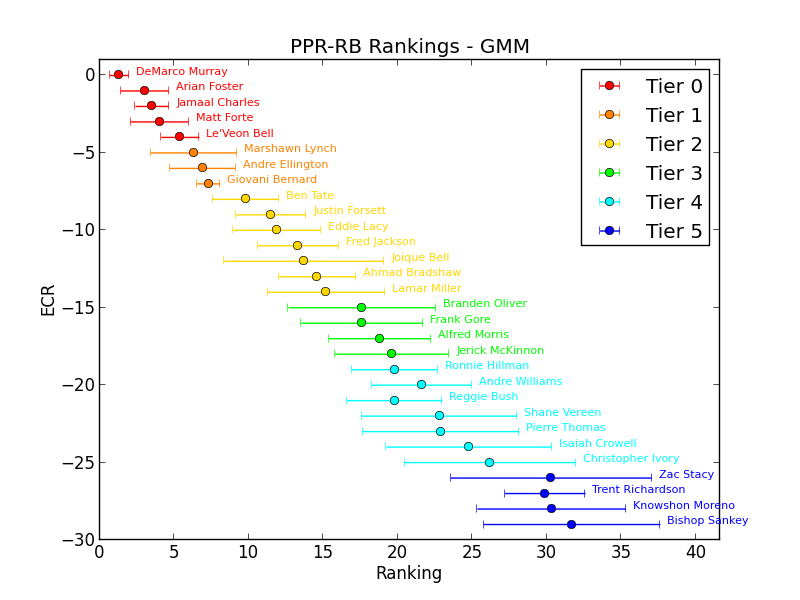 PPR-RB Rankings - GMM
DeMarco Murray
Arian Foster
Jamaal Charles
Matt Forte
Le'Veon Bell
Marshawn Lynch
Andre Ellington
Giovani Bernard
Ben Tate
Justin Forsett
Eddie Lacy
Fred Jackson
Joique Bell
Ahmad Bradshaw
Lamar Miller
Branden Oliver
Frank Gore
Alfred Morris
Jerick McKinnon
Ronnie Hillman
Andre Williams
Reggie Bush
Shane Vereen
Pierre Thomas
Isaiah Crowell
Christopher Ivory
Zac Stacy
Trent Richardson
Knowshon Moreno
Bishop Sankey
Tier 0
Tier 1
Tier 2
Tier 3
Tier 4
Tier 5
ECR
0
−5
−10
−15
−20
−25
−30
0 5 10 15 20 25 30 35 40
Ranking